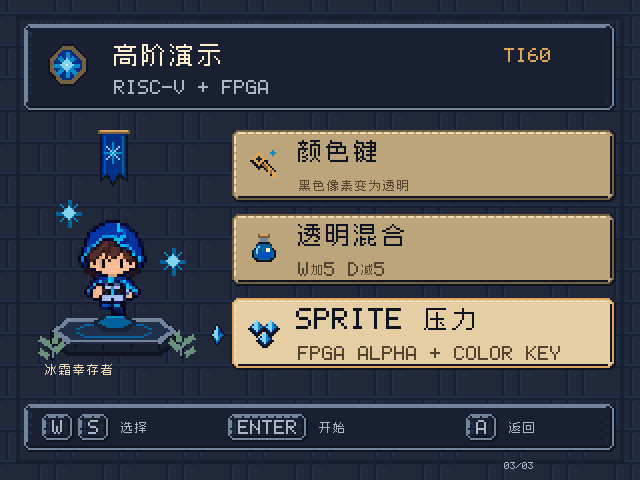 高阶演示
TI60
RISC-V + FPGA
颜色键
黑色像素变为透明
透明混合
W加5 D减5
SPRITE 压力
FPGA ALPHA + COLOR KEY
冰霜幸存者
W S 选择 ENTER 开始 A 返回
03/03